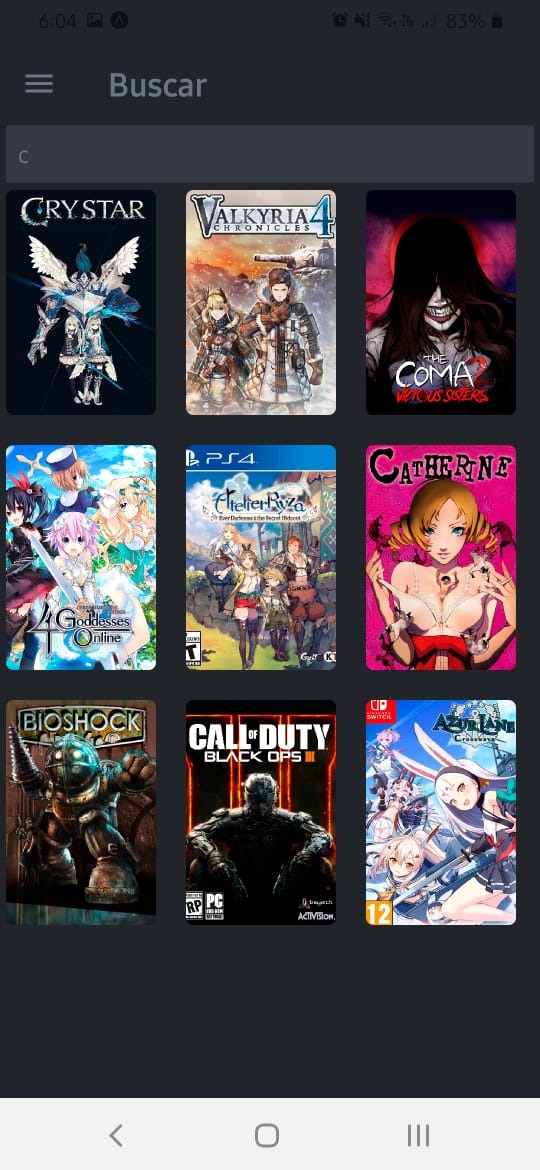 6:04
83%
Buscar
c
CRYSTAR
VALKYRIA 4
CHRONICLES
THE
COMA 2
VICIOUS SISTERS
4 GODDESSES
ONLINE
PS4
Atelier Ryza
Ever Darkness & the Secret Hideout
T
CATHERINE
BIOSHOCK
CALL OF DUTY
BLACK OPS III
RP
PC
treyarch
ACTIVISION
NINTENDO
SWITCH
AZUR LANE
Crosswave
12